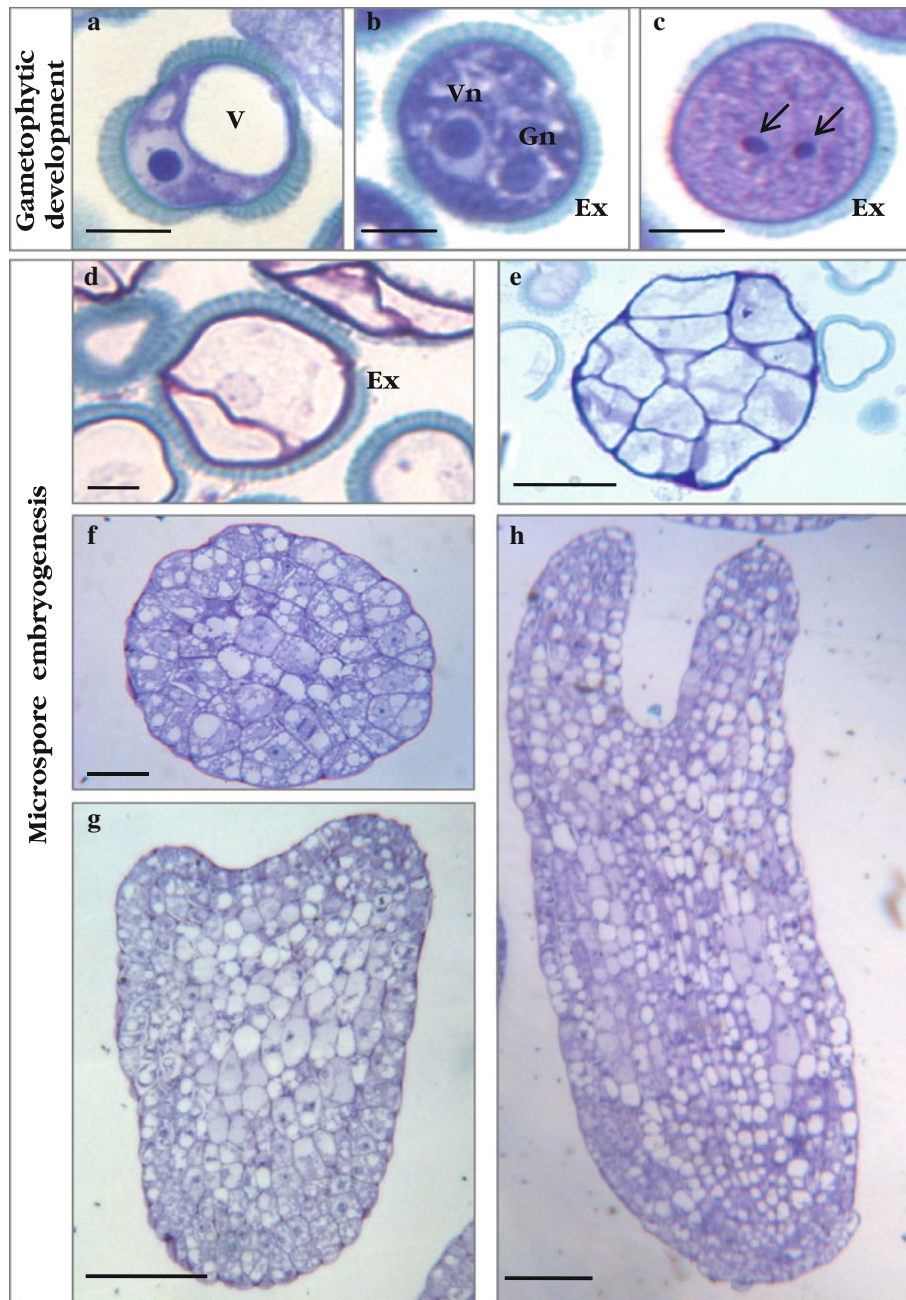 Gametophytic
development
a
V
b
Vn
Gn
Ex
c
Ex
Microspore embryogenesis
d
Ex
e
f
g
h